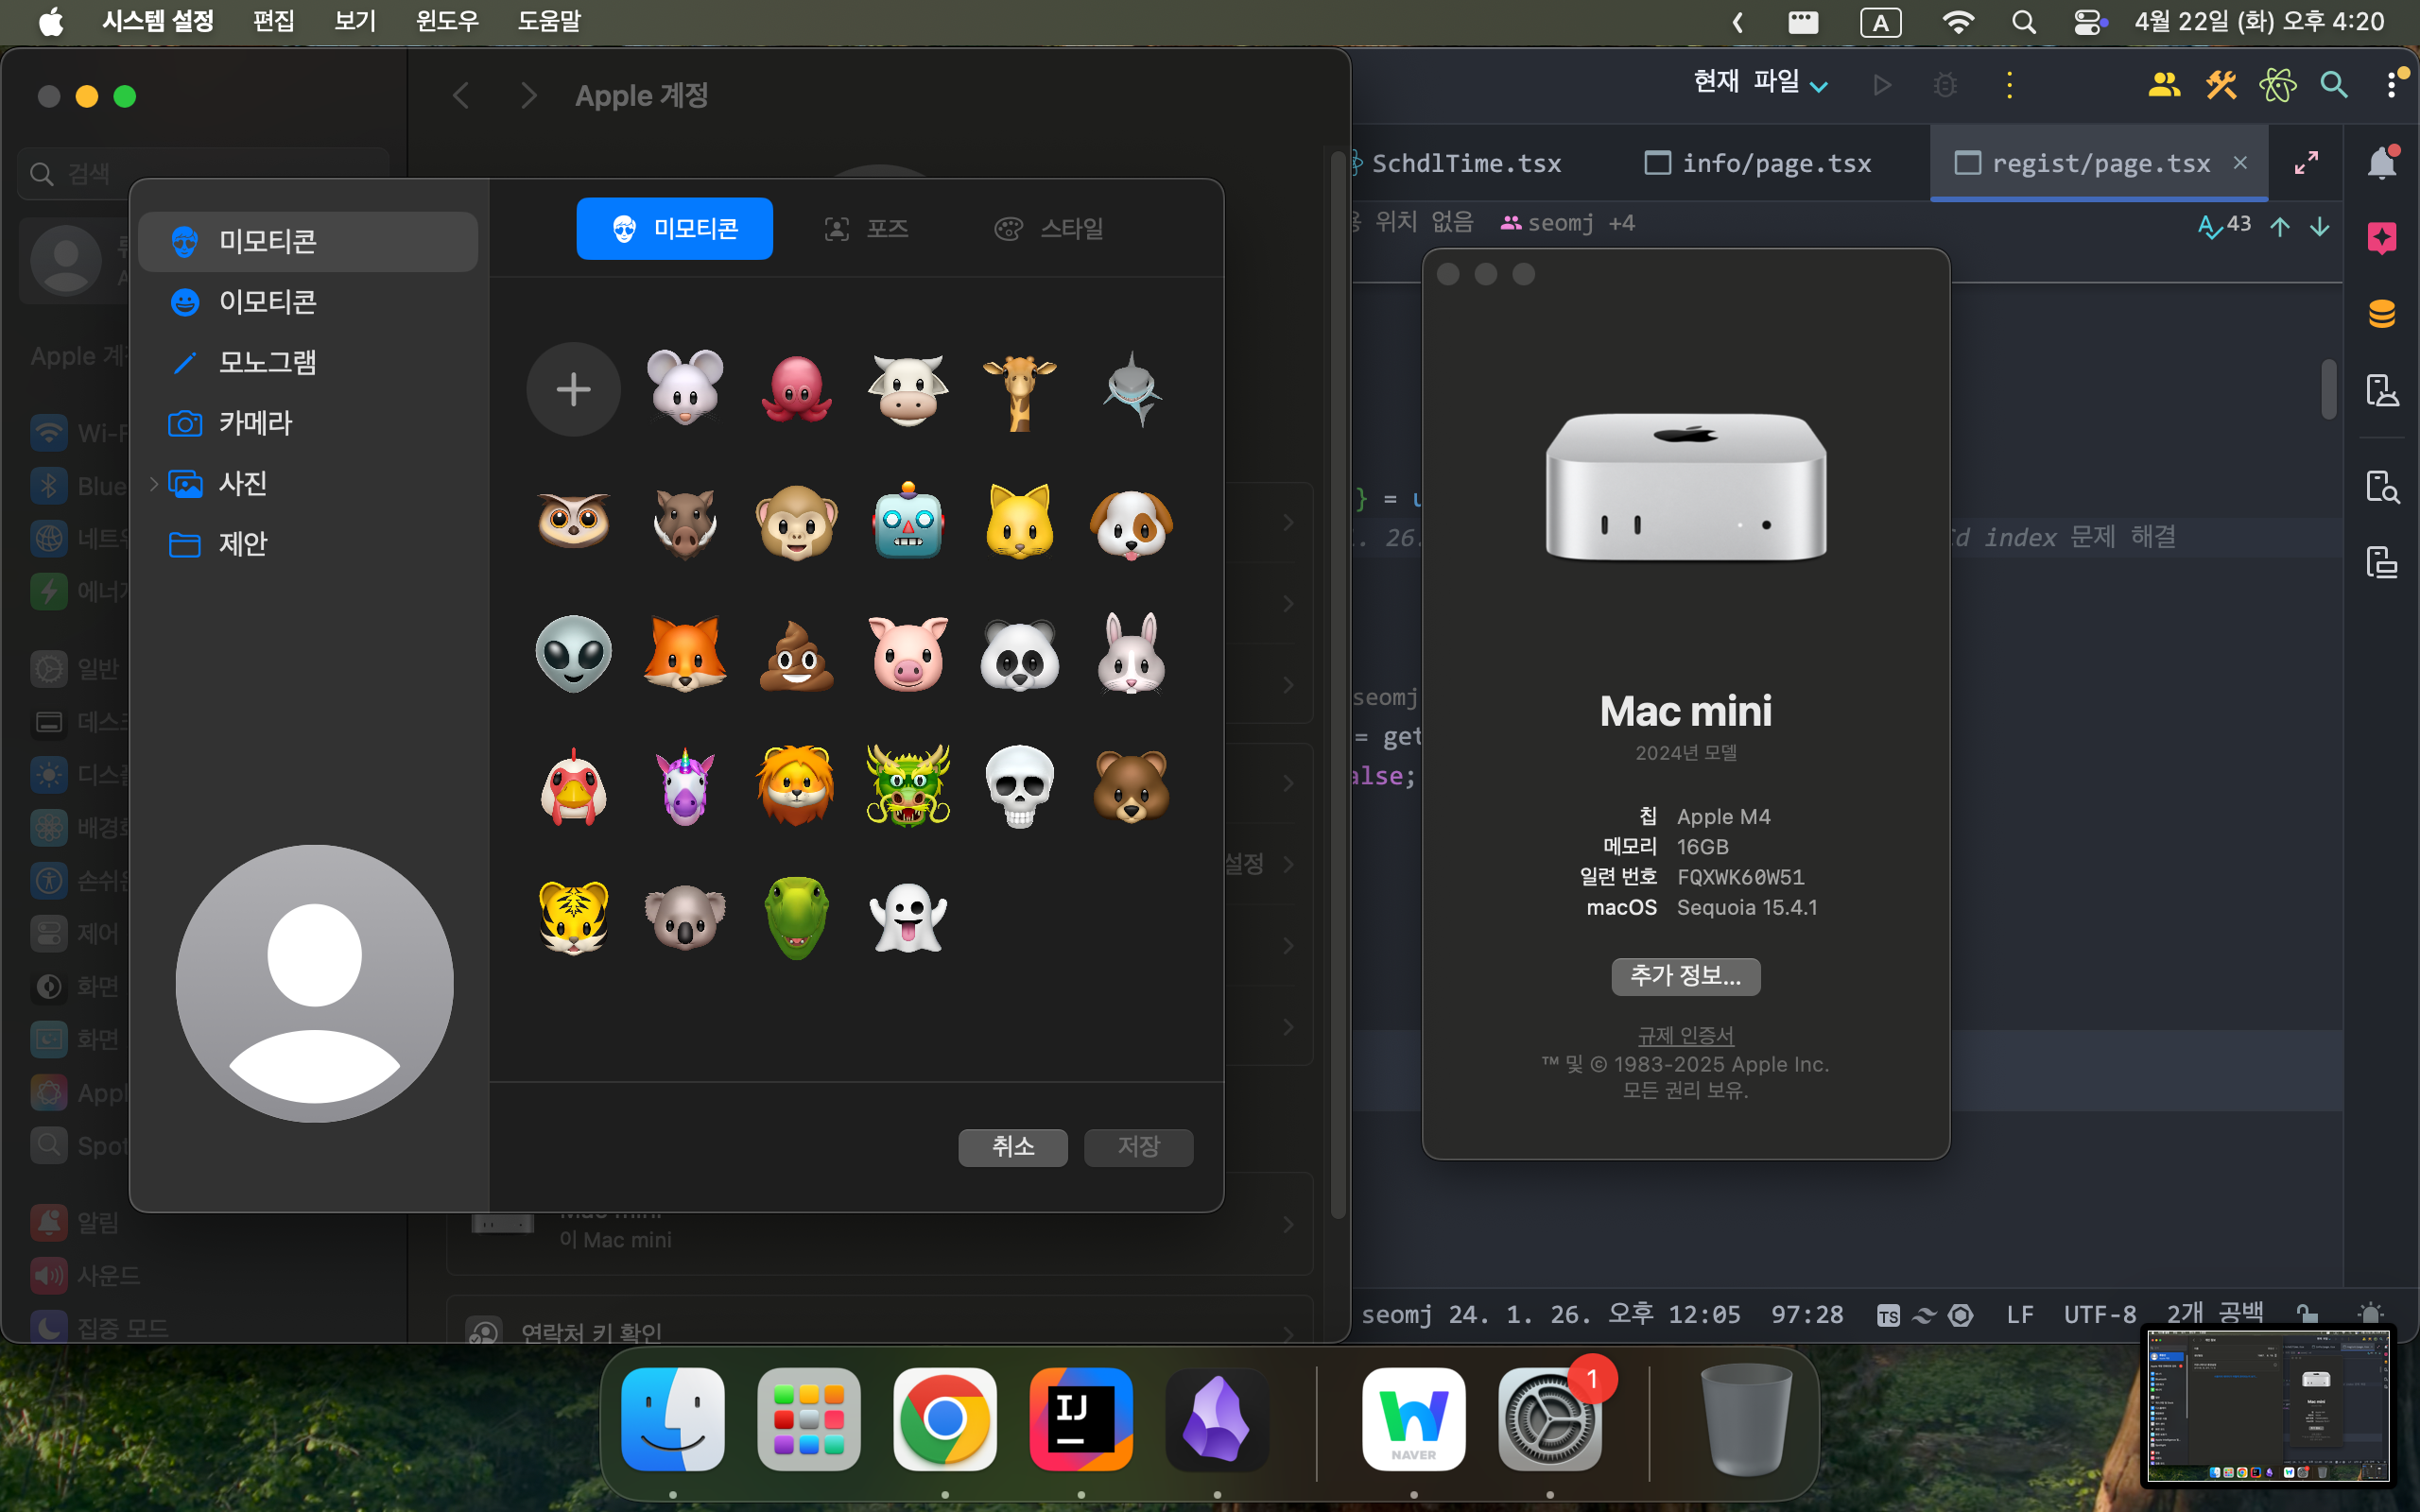 시스템 설정 편집 보기 윈도우 도움말
A
4월 22일 (화) 오후 4:20
Apple 계정
검색
Apple 계
Wi-F
Blue
네트우
에너지
일반
데스크
디스플
배경화
손쉬운
제어
화면
화면
Appl
Spot
알림
사운드
집중 모드
미모티콘
이모티콘
모노그램
카메라
사진
제안
미모티콘
포즈
스타일
취소
저장
설정
Mac mini
이 Mac mini
연락처 키 확인
현재 파일
SchdlTime.tsx
info/page.tsx
regist/page.tsx
용 위치 없음 seomj +4
43
} = u
. 26.
d index 문제 해결
seomj
= get
alse;
Mac mini
2024년 모델
칩 Apple M4
메모리 16GB
일련 번호 FQXWK60W51
macOS Sequoia 15.4.1
추가 정보...
규제 인증서
™ 및 © 1983-2025 Apple Inc.
모든 권리 보유.
seomj 24. 1. 26. 오후 12:05 97:28 TS LF UTF-8 2개 공백
IJ
NAVER
1